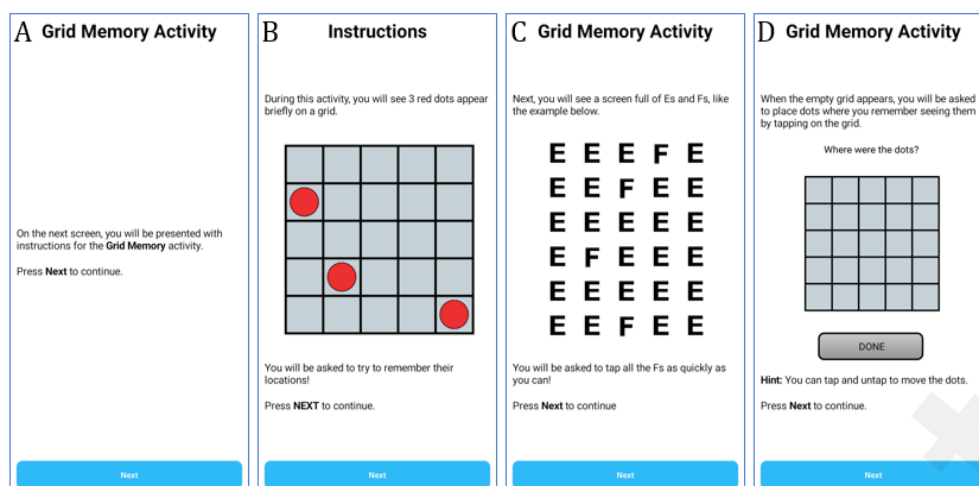 A Grid Memory Activity
On the next screen, you will be presented with
instructions for the Grid Memory activity.
Press Next to continue.
Next
B Instructions
During this activity, you will see 3 red dots appear
briefly on a grid.
You will be asked to try to remember their
locations!
Press NEXT to continue.
Next
C Grid Memory Activity
Next, you will see a screen full of Es and Fs, like
the example below.
E E E F E
E E F E E
E E E E E
E F E E E
E E E E E
E E F E E
You will be asked to tap all the Fs as quickly as
you can!
Press Next to continue
Next
D Grid Memory Activity
When the empty grid appears, you will be asked
to place dots where you remember seeing them
by tapping on the grid.
Where were the dots?
DONE
Hint: You can tap and untap to move the dots.
Press Next to continue.
Next